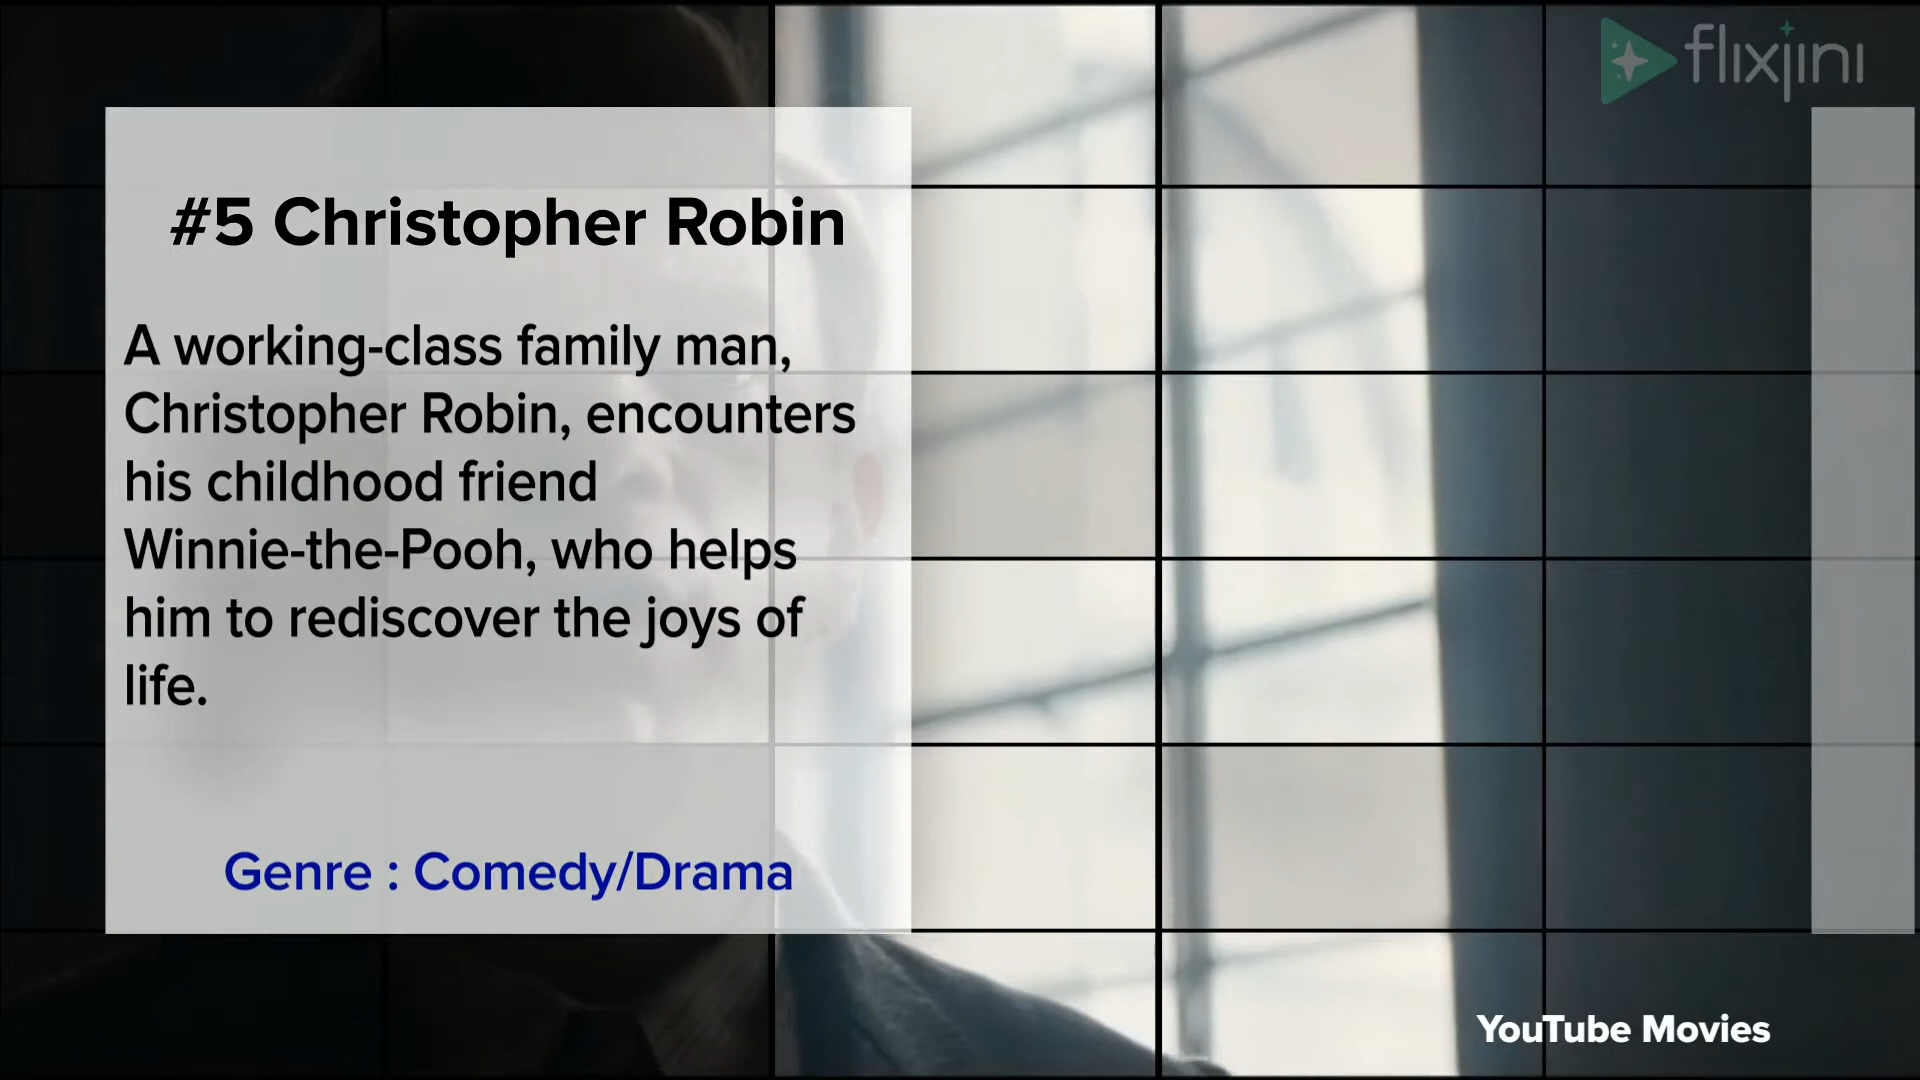 flixjini
#5 Christopher Robin
A working-class family man,
Christopher Robin, encounters
his childhood friend
Winnie-the-Pooh, who helps
him to rediscover the joys of
life.
Genre : Comedy/Drama
YouTube Movies